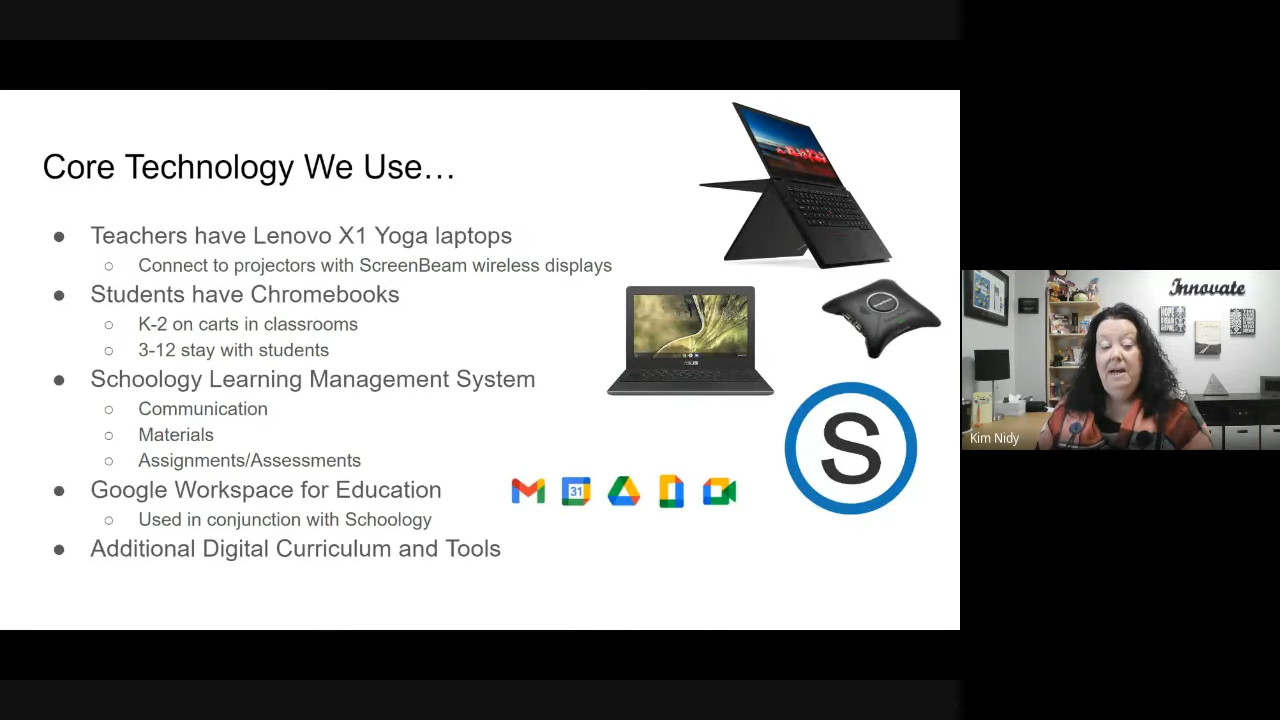 Core Technology We Use…
● Teachers have Lenovo X1 Yoga laptops
○ Connect to projectors with ScreenBeam wireless displays
● Students have Chromebooks
○ K-2 on carts in classrooms
○ 3-12 stay with students
● Schoology Learning Management System
○ Communication
○ Materials
○ Assignments/Assessments
● Google Workspace for Education
○ Used in conjunction with Schoology
● Additional Digital Curriculum and Tools
ASUS
31
S
Innovate
Kim Nidy